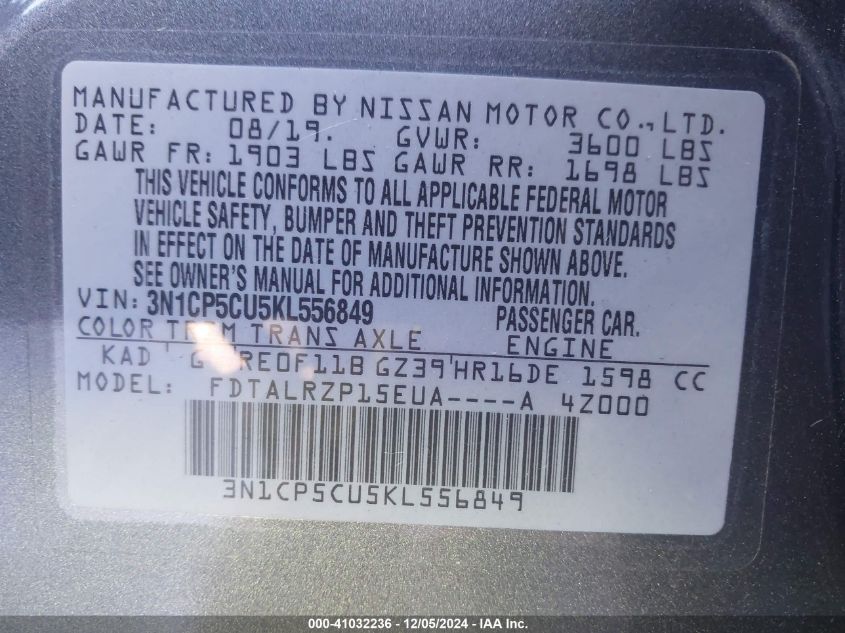 MANUFACTURED BY NISSAN MOTOR CO., LTD.
DATE: 08/19. GVWR: 3600 LBS
GAWR FR: 1903 LBS GAWR RR: 1698 LBS
THIS VEHICLE CONFORMS TO ALL APPLICABLE FEDERAL MOTOR
VEHICLE SAFETY, BUMPER AND THEFT PREVENTION STANDARDS
IN EFFECT ON THE DATE OF MANUFACTURE SHOWN ABOVE.
SEE OWNER'S MANUAL FOR ADDITIONAL INFORMATION.
VIN: 3N1CP5CU5KL556849 PASSENGER CAR.
COLOR TRIM TRANS AXLE ENGINE
KAD RE0F11B GZ39 HR16DE 1598 CC
MODEL: FDTALRZP15EUA----A 4Z000
3N1CP5CU5KL556849
000-41032236 - 12/05/2024 - IAA Inc.